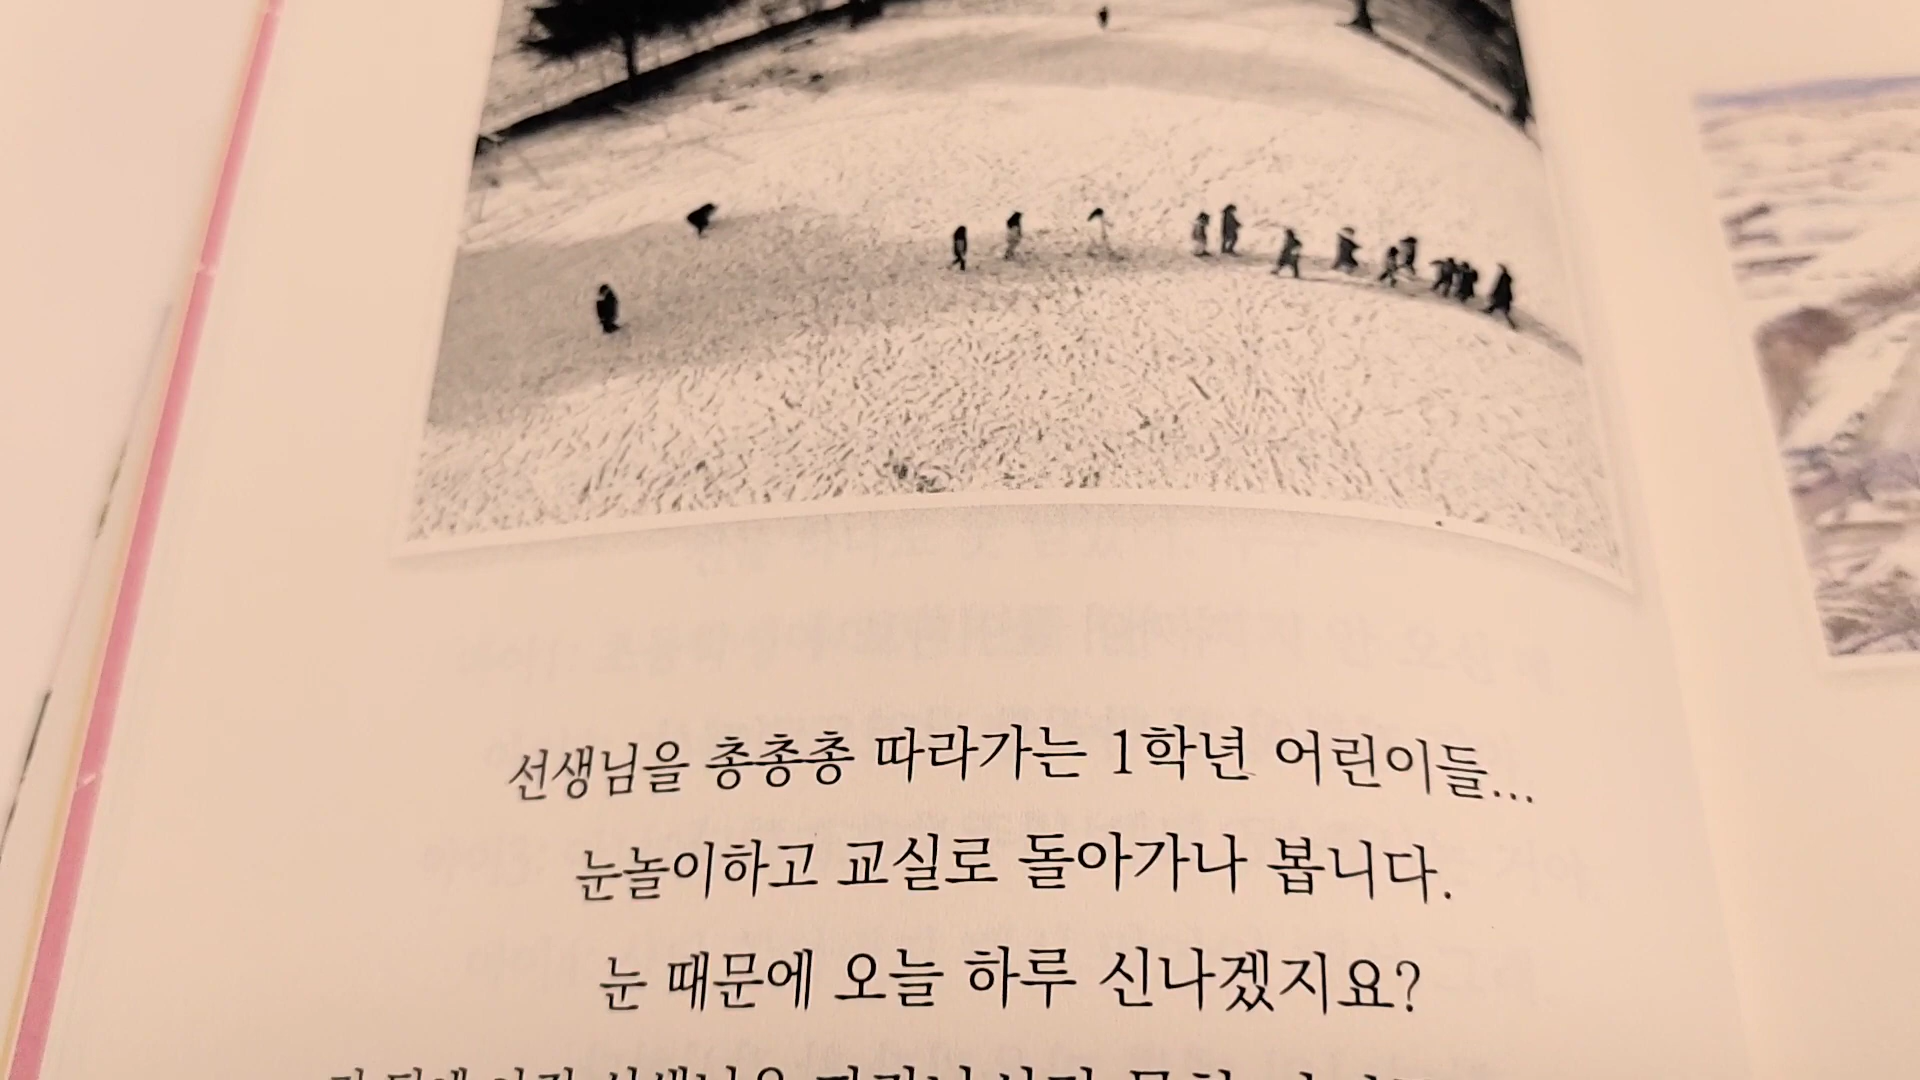 선생님을 총총총 따라가는 1학년 어린이들...
눈놀이하고 교실로 돌아가나 봅니다.
눈 때문에 오늘 하루 신나겠지요?